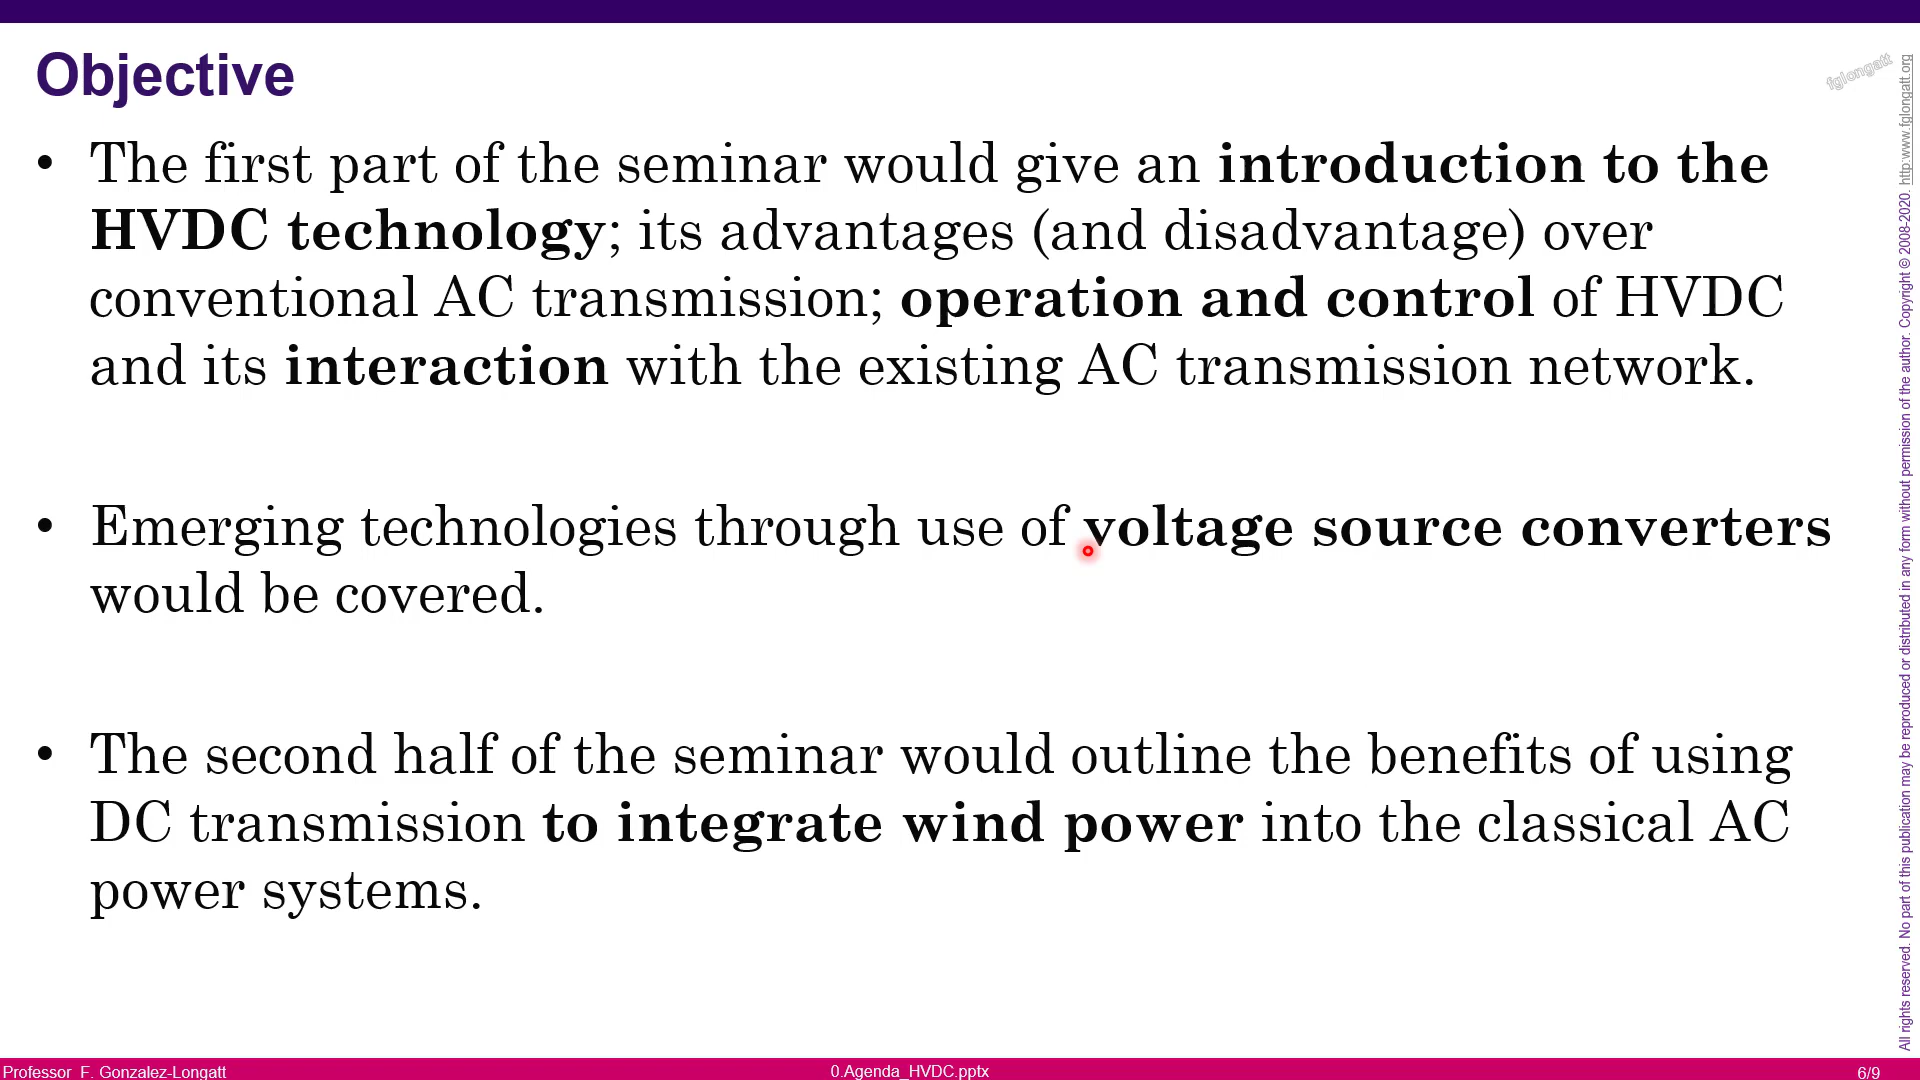 Objective
• The first part of the seminar would give an introduction to the
HVDC technology; its advantages (and disadvantage) over
conventional AC transmission; operation and control of HVDC
and its interaction with the existing AC transmission network.
• Emerging technologies through use of voltage source converters
would be covered.
• The second half of the seminar would outline the benefits of using
DC transmission to integrate wind power into the classical AC
power systems.
fglongatt
All rights reserved. No part of this publication may be reproduced or distributed in any form without permission of the author. Copyright © 2008-2020. http:www.fglongatt.org
Professor F. Gonzalez-Longatt
0.Agenda_HVDC.pptx
6/9